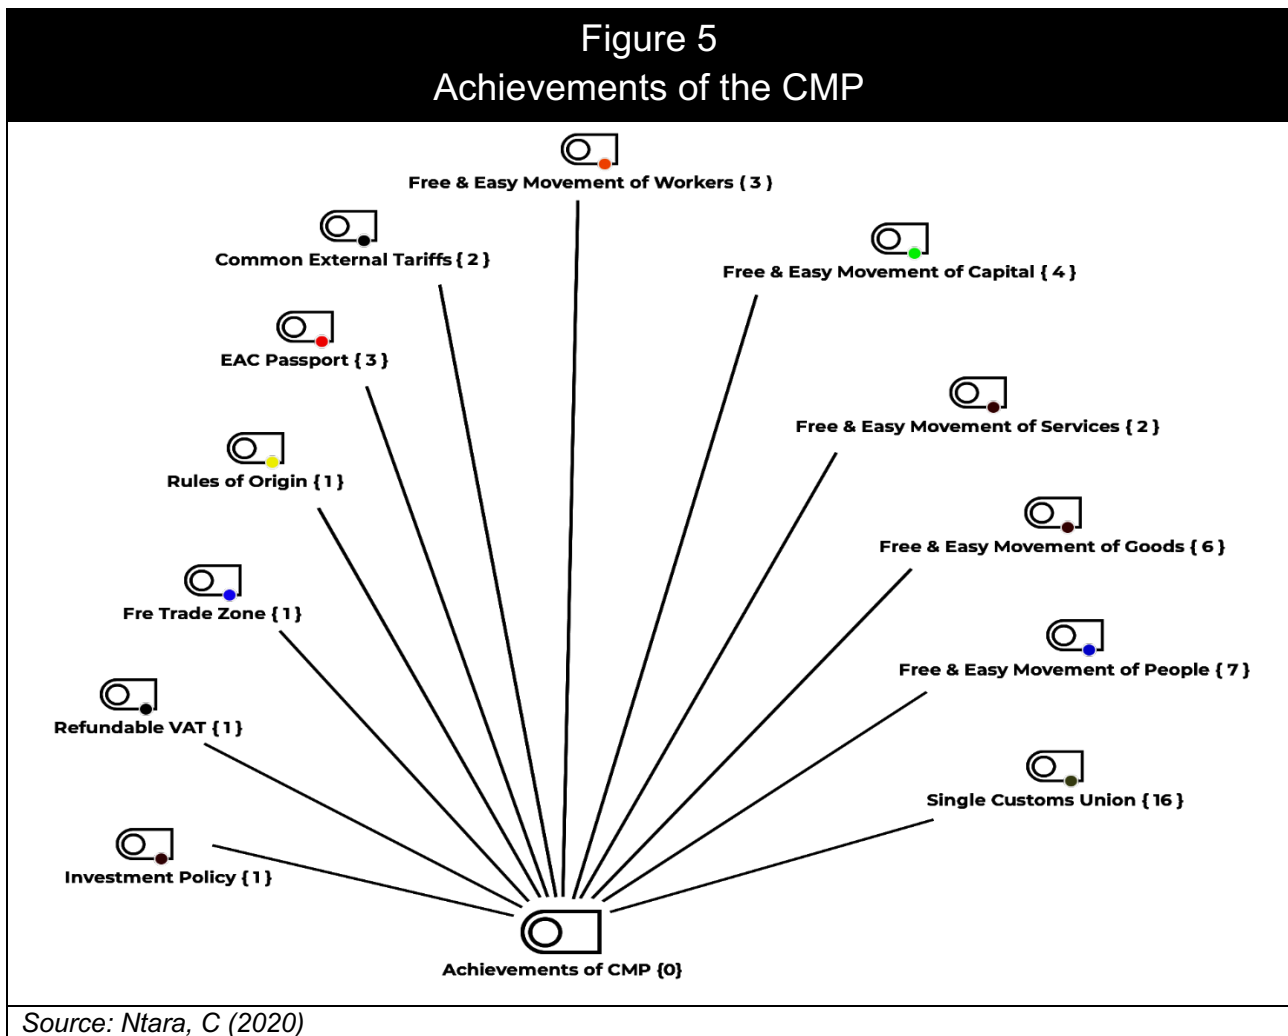 Figure 5
Achievements of the CMP
Free & Easy Movement of Workers { 3 )
Common External Tariffs { 2 }
Free & Easy Movement of Capital { 4 }
EAC Passport { 3 }
Free & Easy Movement of Services { 2 }
Rules of Origin { 1 }
Free & Easy Movement of Goods { 6 }
Fre Trade Zone { 1 }
Free & Easy Movement of People { 7 }
Refundable VAT { 1 }
Single Customs Union { 16 }
Investment Policy { 1 }
Achievements of CMP {0}
Source: Ntara, C (2020)